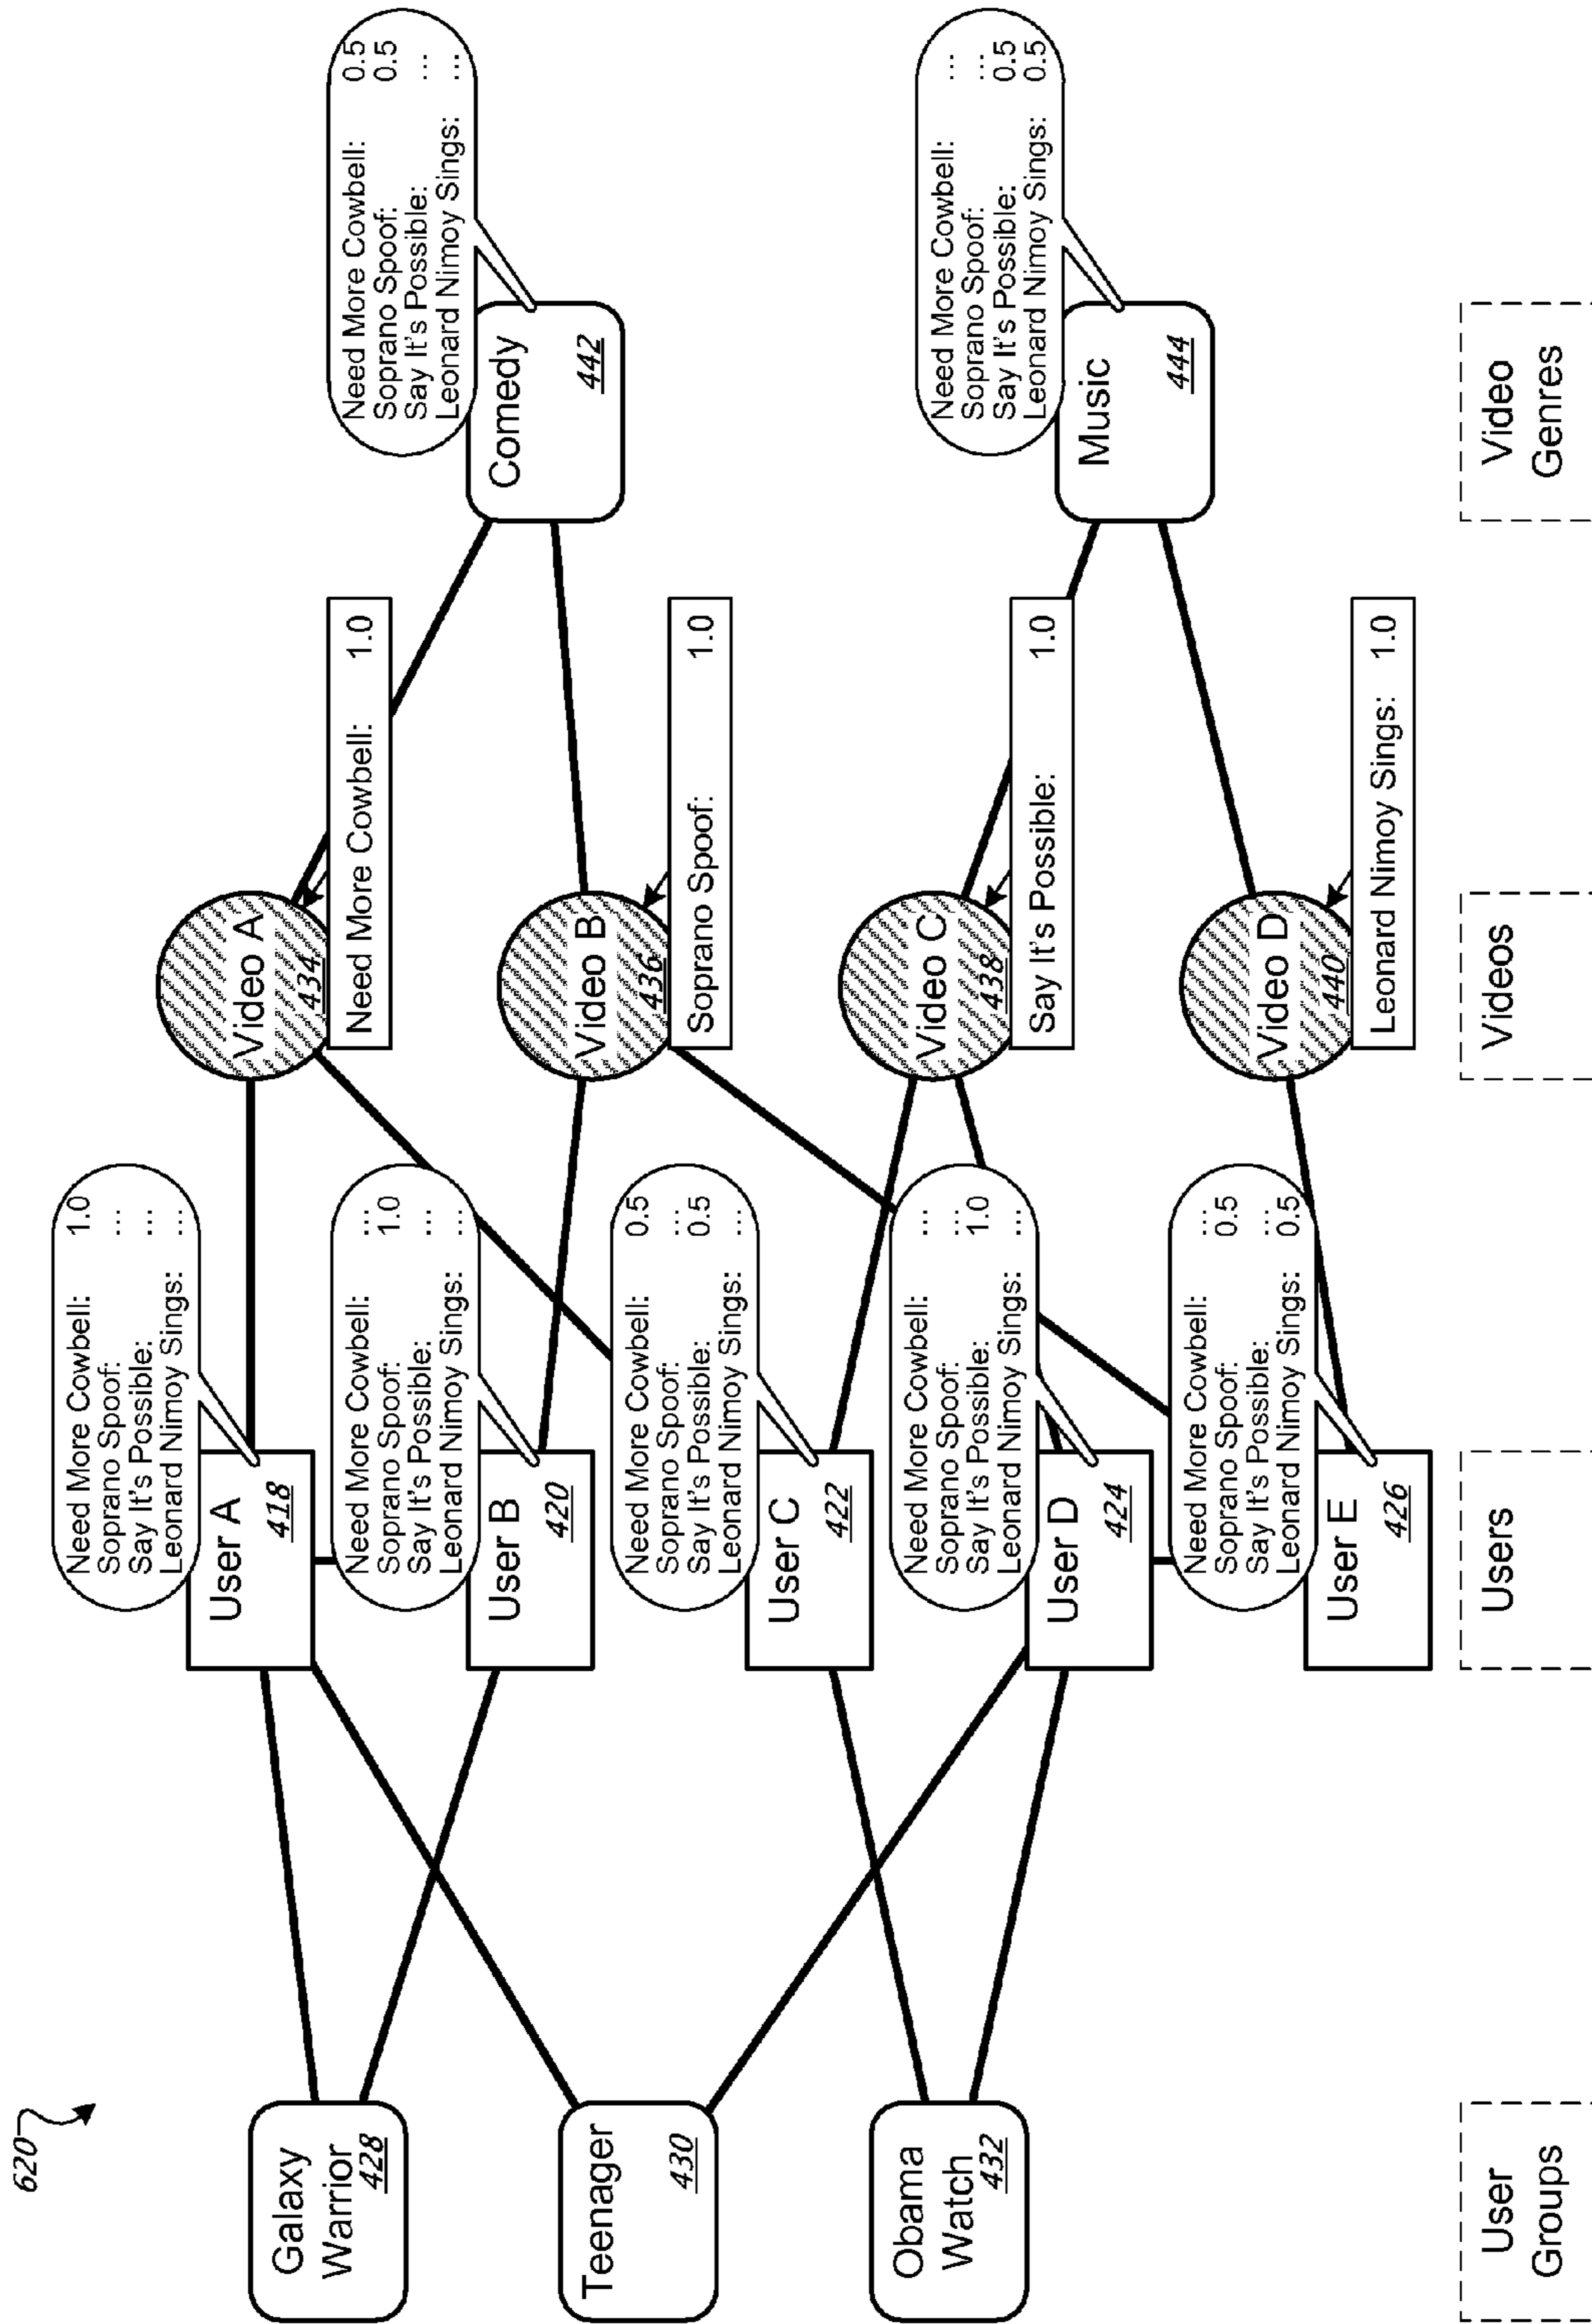 620
Galaxy
Warrior
428
Teenager
430
Obama
Watch
432
Need More Cowbell: 1.0
Soprano Spoof: ...
Say It's Possible: ...
Leonard Nimoy Sings: ...
User A
418
Need More Cowbell: ...
Soprano Spoof: 1.0
Say It's Possible: ...
Leonard Nimoy Sings: ...
User B
420
Need More Cowbell: 0.5
Soprano Spoof: ...
Say It's Possible: 0.5
Leonard Nimoy Sings: ...
User C
422
Need More Cowbell: ...
Soprano Spoof: ...
Say It's Possible: 1.0
Leonard Nimoy Sings: ...
User D
424
Need More Cowbell: ...
Soprano Spoof: 0.5
Say It's Possible: ...
Leonard Nimoy Sings: 0.5
User E
426
Video A
434
Need More Cowbell: 1.0
Video B
436
Soprano Spoof: 1.0
Video C
438
Say It's Possible: 1.0
Video D
440
Leonard Nimoy Sings: 1.0
Need More Cowbell: 0.5
Soprano Spoof: 0.5
Say It's Possible: ...
Leonard Nimoy Sings: ...
Comedy
442
Need More Cowbell: ...
Soprano Spoof: ...
Say It's Possible: 0.5
Leonard Nimoy Sings: 0.5
Music
444
User
Groups
Users
Videos
Video
Genres